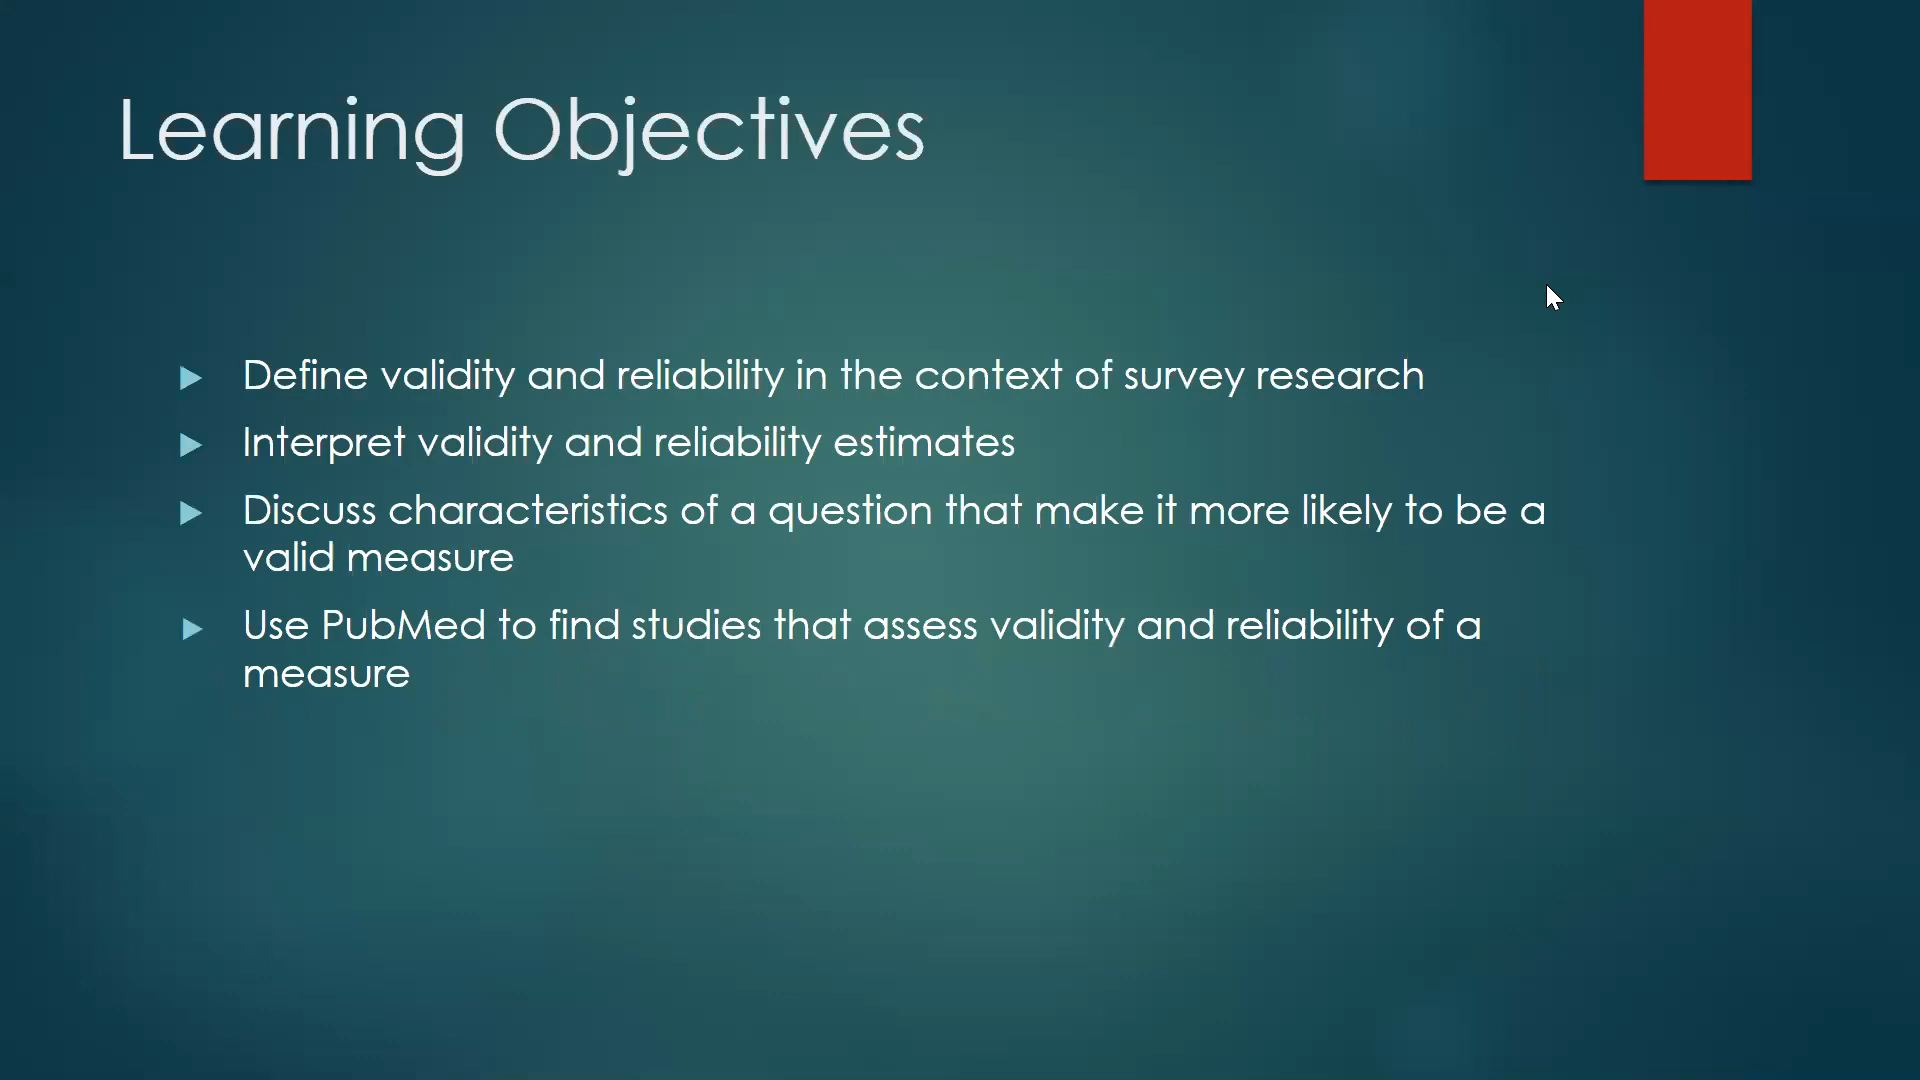 Learning Objectives
Define validity and reliability in the context of survey research
Interpret validity and reliability estimates
Discuss characteristics of a question that make it more likely to be a
valid measure
Use PubMed to find studies that assess validity and reliability of a
measure